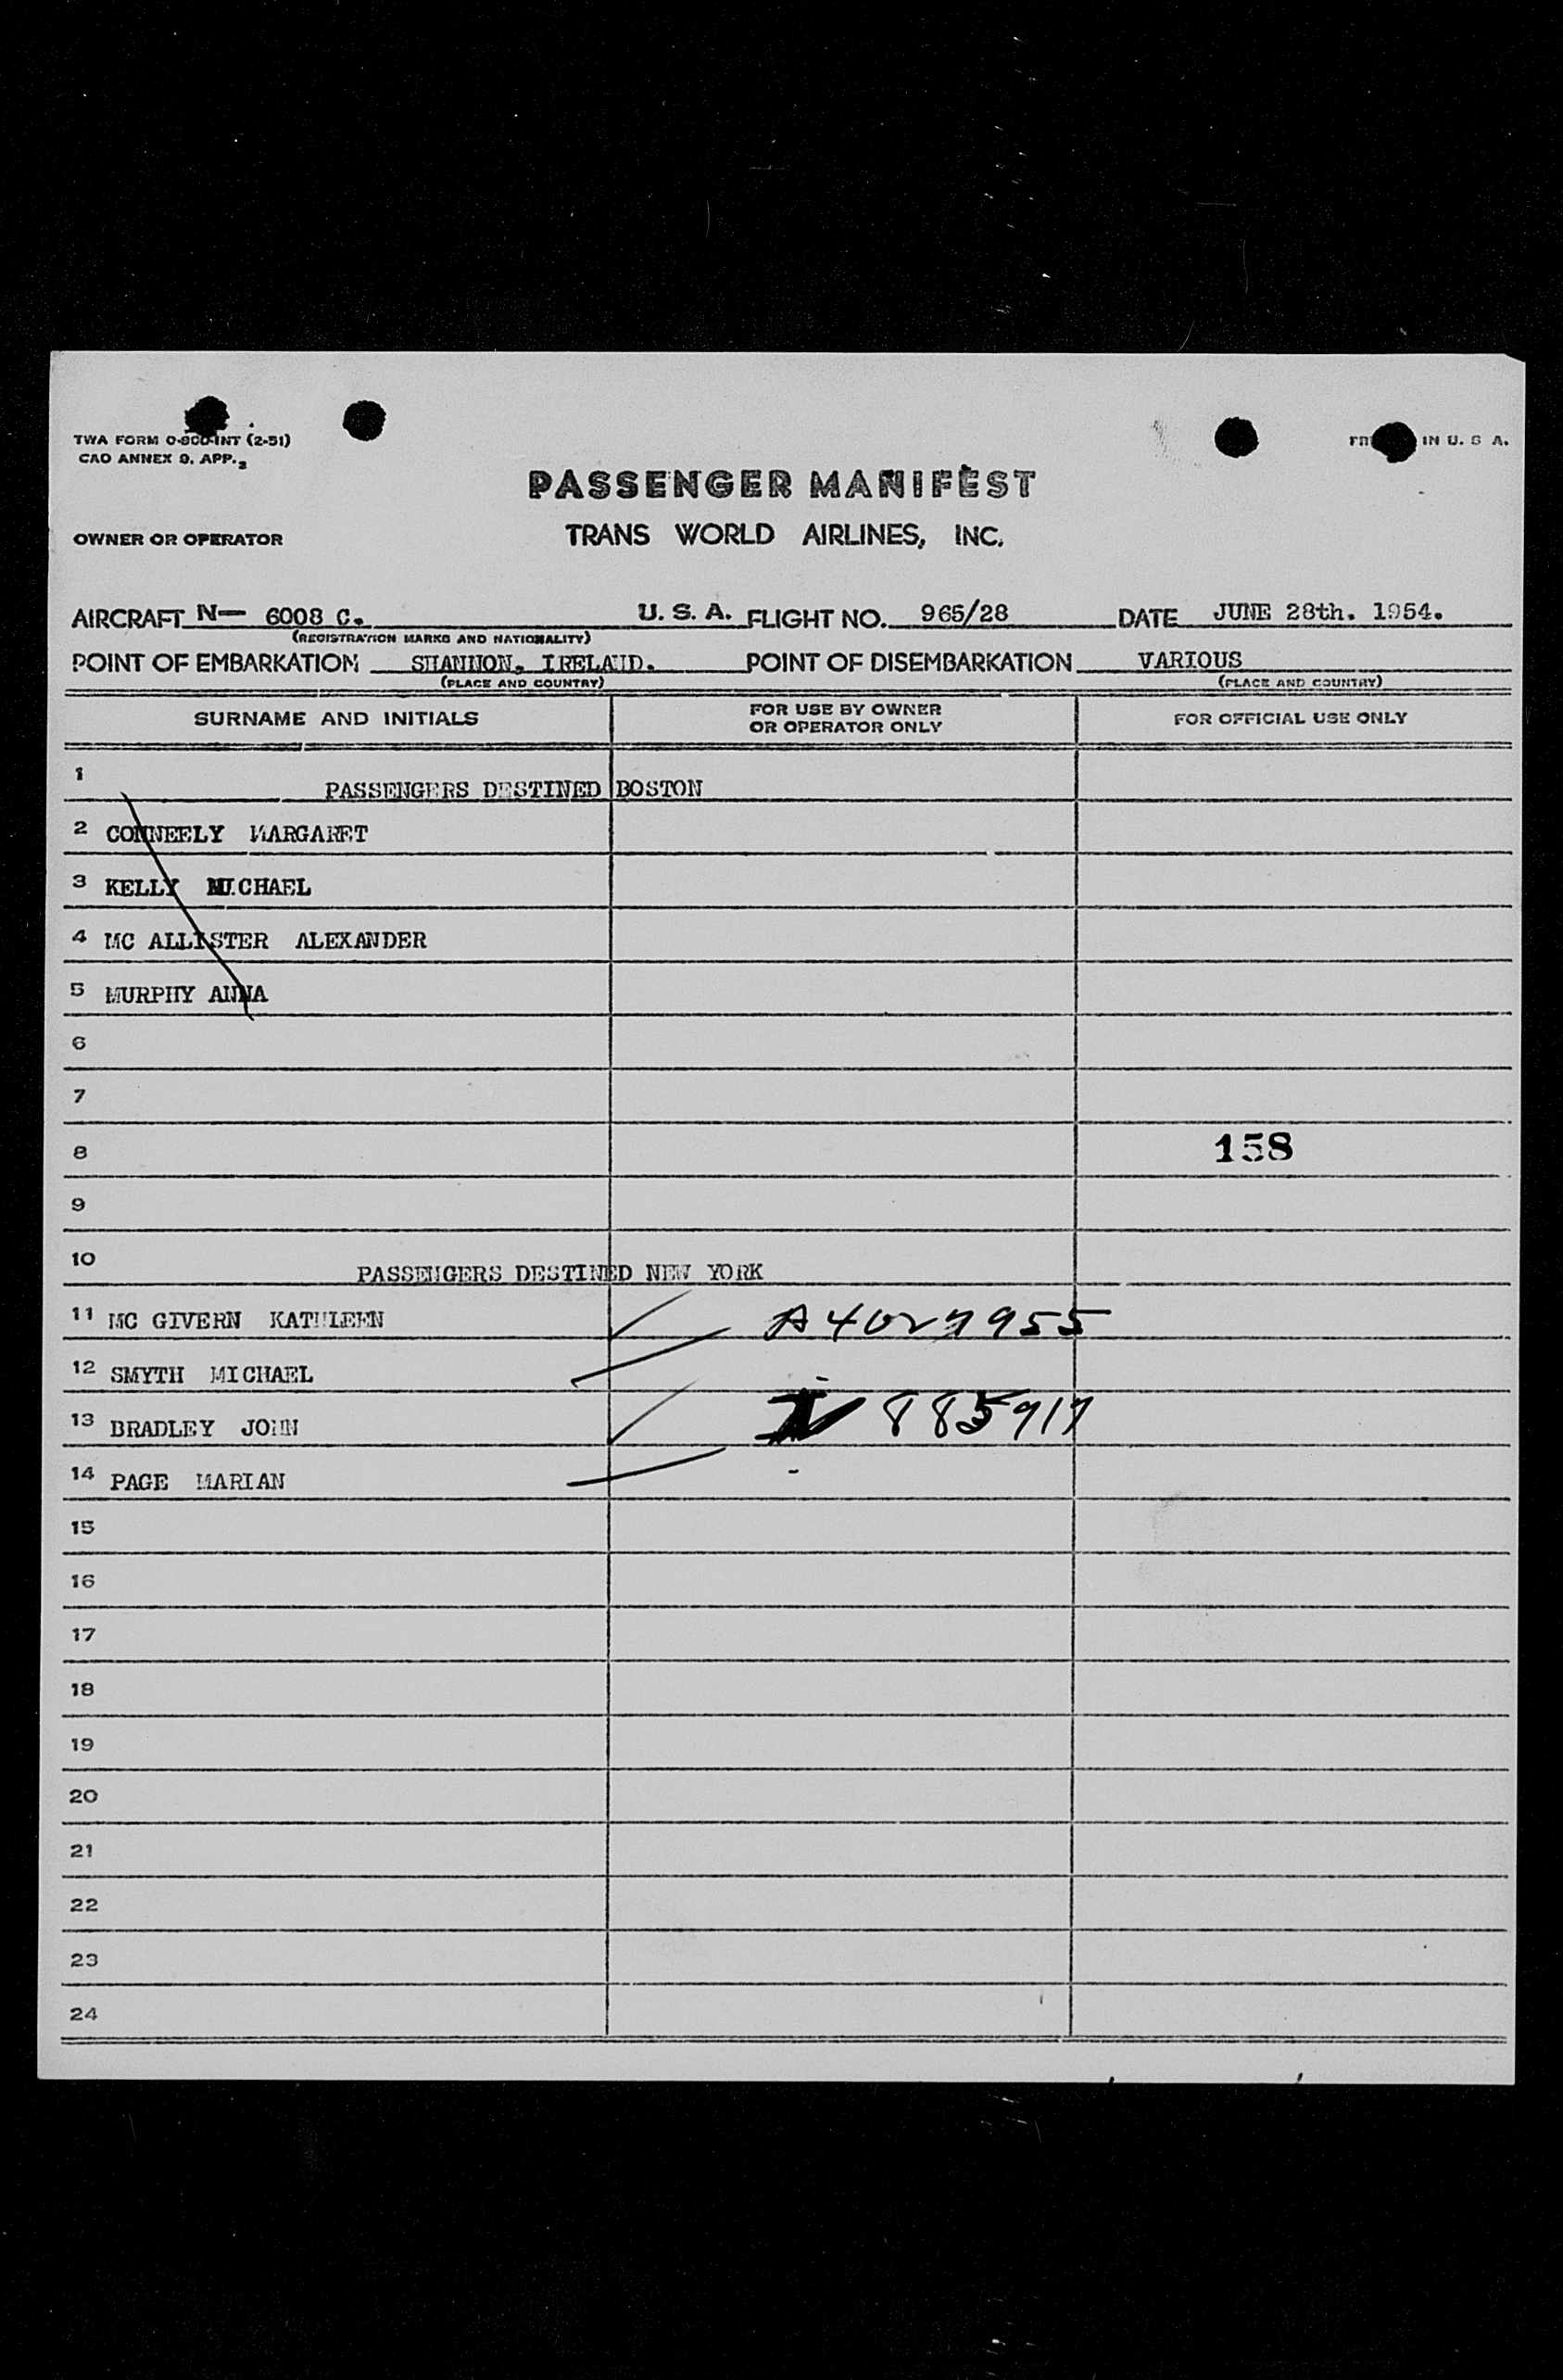 TWA FORM 0-800-INT (2-51)
CAO ANNEX 9. APP. 2
IN U. S A.
PASSENGER MANIFEST
OWNER OR OPERATOR
TRANS WORLD AIRLINES, INC.
AIRCRAFT N— 6008 C. U. S. A. FLIGHT NO. 965/28 DATE JUNE 28th. 1954.
(REGISTRATION MARKS AND NATIONALITY)
POINT OF EMBARKATION SHANNON, IRELAND. POINT OF DISEMBARKATION VARIOUS
(PLACE AND COUNTRY) (PLACE AND COUNTRY)
SURNAME AND INITIALS FOR USE BY OWNER OR OPERATOR ONLY FOR OFFICIAL USE ONLY
1 PASSENGERS DESTINED BOSTON
2 CONNEELY MARGARET
3 KELLY MICHAEL
4 MC ALLISTER ALEXANDER
5 MURPHY ANNA
6
7
8 158
9
10 PASSENGERS DESTINED NEW YORK
11 MC GIVERN KATHLEEN A4027955
12 SMYTH MICHAEL -
13 BRADLEY JOHN 885917
14 PAGE MARIAN -
15
16
17
18
19
20
21
22
23
24